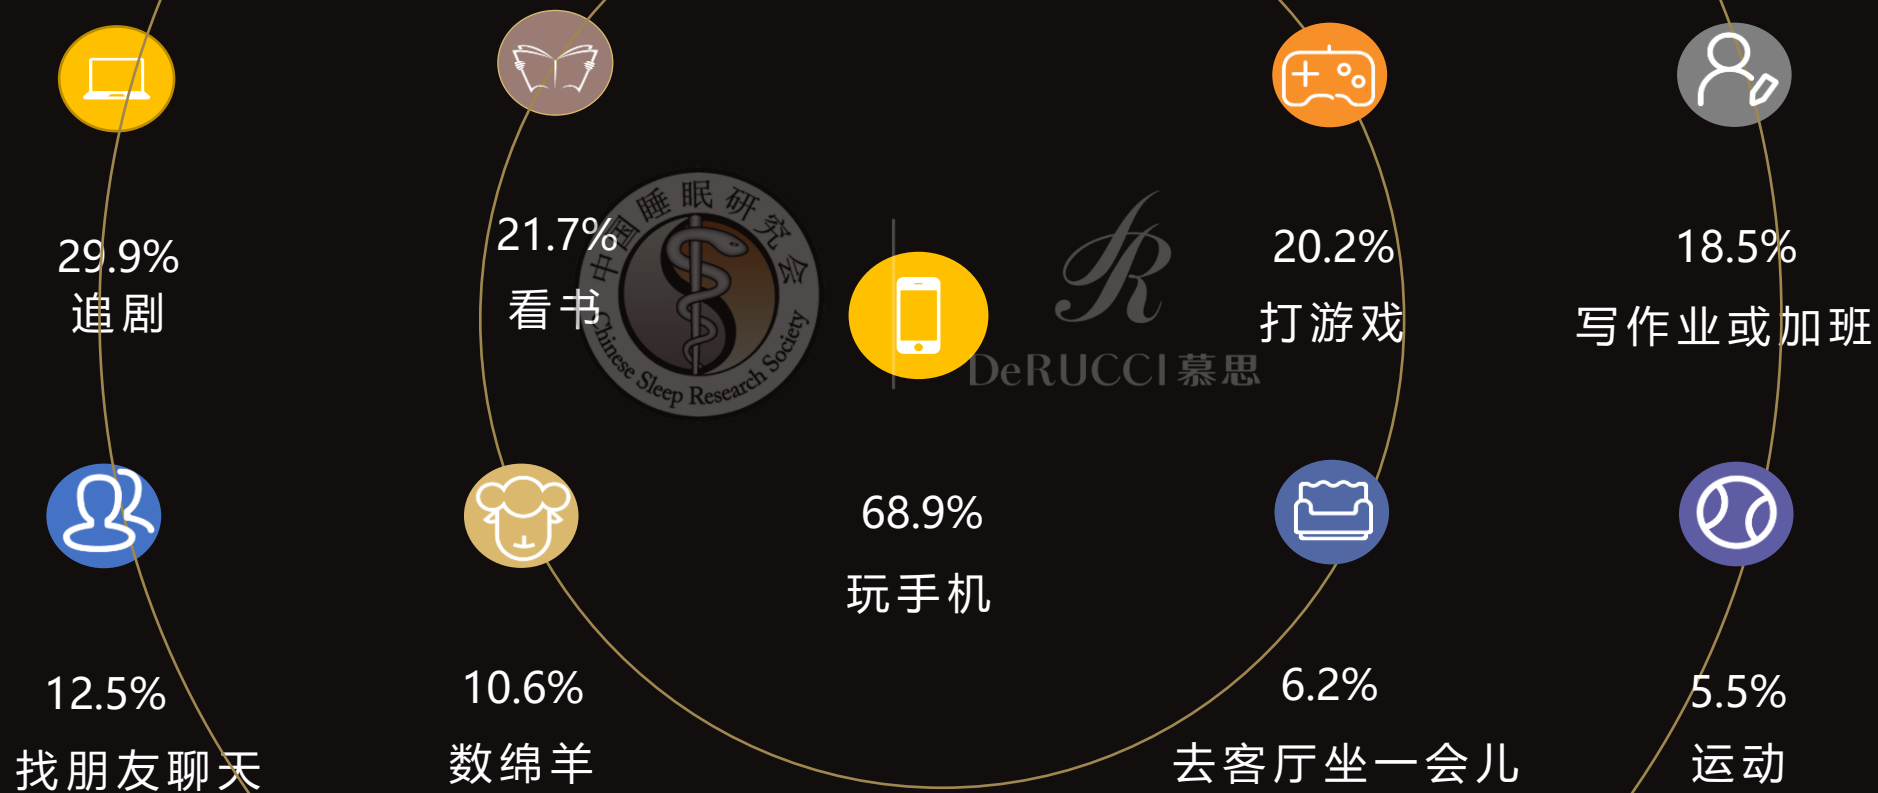 29.9%
追剧
21.7%
看书
20.2%
打游戏
18.5%
写作业或加班
中国睡眠研究会
Chinese Sleep Research Society
DeRUCCI慕思
68.9%
玩手机
12.5%
找朋友聊天
10.6%
数绵羊
6.2%
去客厅坐一会儿
5.5%
运动